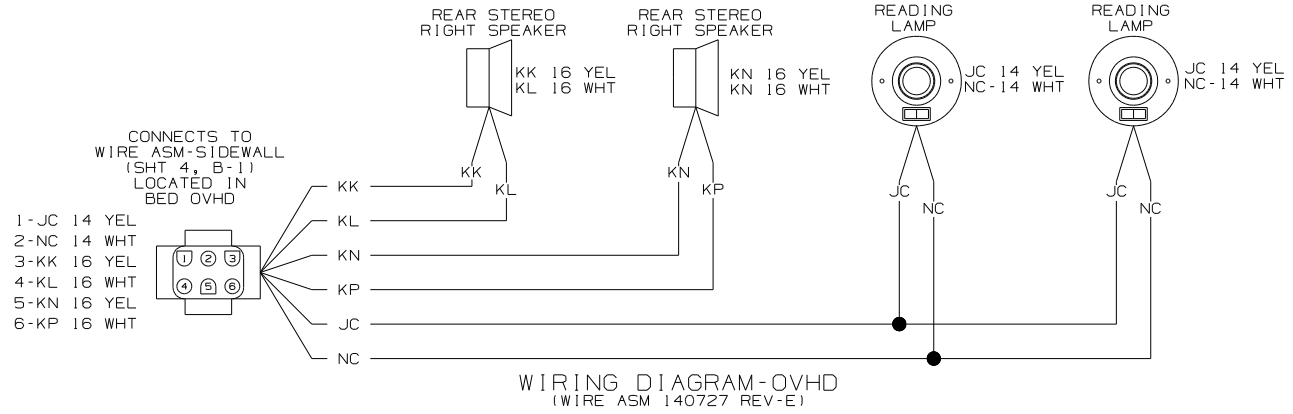 REAR STEREO
RIGHT SPEAKER
REAR STEREO
RIGHT SPEAKER
READING
LAMP
READING
LAMP
KK 16 YEL
KL 16 WHT
KN 16 YEL
KN 16 WHT
JC 14 YEL
NC-14 WHT
JC 14 YEL
NC-14 WHT
CONNECTS TO
WIRE ASM-SIDEWALL
(SHT 4, B-1)
LOCATED IN
BED OVHD
KK
KL
KN
KP
JC
NC
JC
NC
1-JC 14 YEL
2-NC 14 WHT
3-KK 16 YEL
4-KL 16 WHT
5-KN 16 YEL
6-KP 16 WHT
1 2 3
4 5 6
KK
KL
KN
KP
JC
NC
WIRING DIAGRAM-OVHD
(WIRE ASM 140727 REV-E)